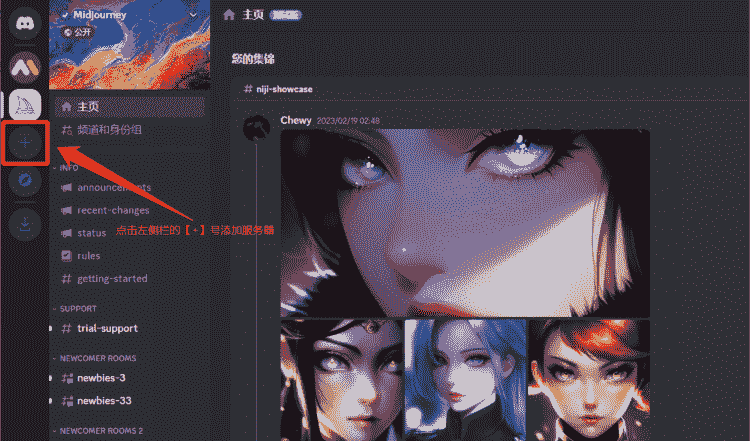 Midjourney
公开
主页
频道和身份组
INFO
announcements
recent-changes
status
rules
getting-started
SUPPORT
trial-support
NEWCOMER ROOMS
newbies-3
newbies-33
NEWCOMER ROOMS 2
点击左侧栏的【+】号添加服务器
主页
您的集锦
niji-showcase
Chewy 2023/02/19 02:48